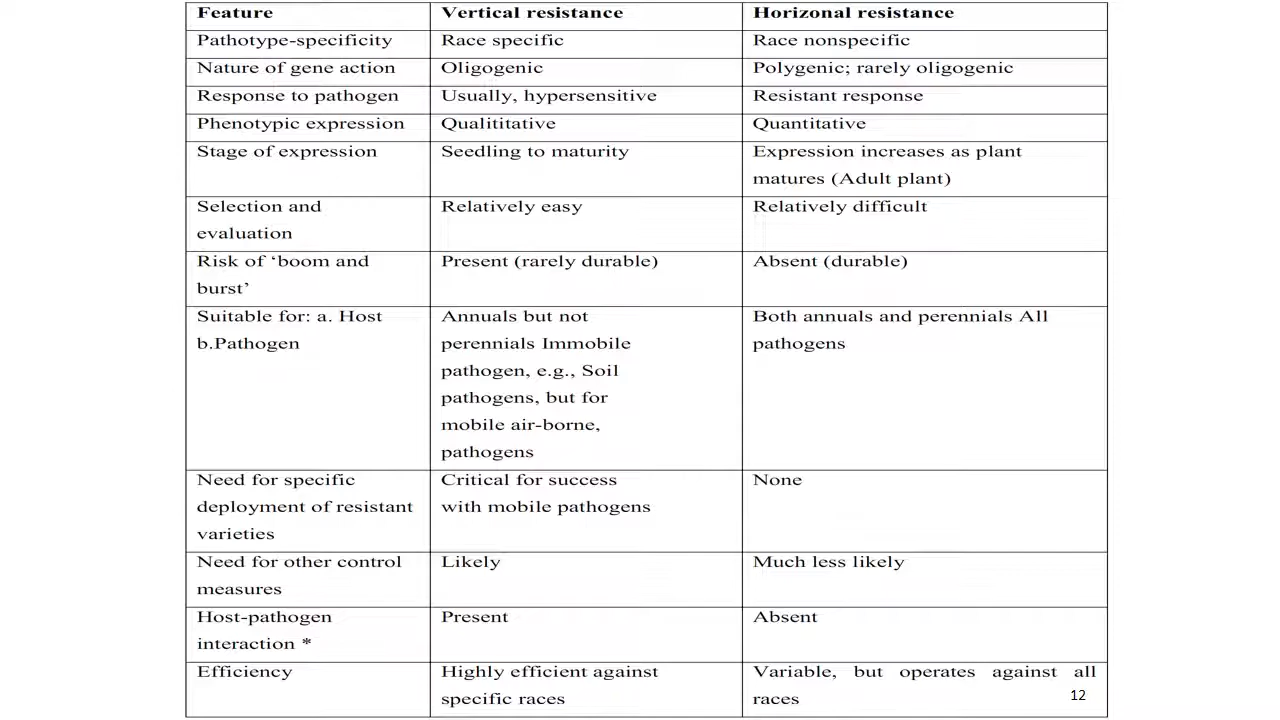 Feature Vertical resistance Horizonal resistance
Pathotype-specificity Race specific Race nonspecific
Nature of gene action Oligogenic Polygenic; rarely oligogenic
Response to pathogen Usually, hypersensitive Resistant response
Phenotypic expression Qualititative Quantitative
Stage of expression Seedling to maturity Expression increases as plant
matures (Adult plant)
Selection and Relatively easy Relatively difficult
evaluation
Risk of ‘boom and Present (rarely durable) Absent (durable)
burst’
Suitable for: a. Host Annuals but not Both annuals and perennials All
b.Pathogen perennials Immobile pathogens
pathogen, e.g., Soil
pathogens, but for
mobile air-borne,
pathogens
Need for specific Critical for success None
deployment of resistant with mobile pathogens
varieties
Need for other control Likely Much less likely
measures
Host-pathogen Present Absent
interaction *
Efficiency Highly efficient against Variable, but operates against all
specific races races
12